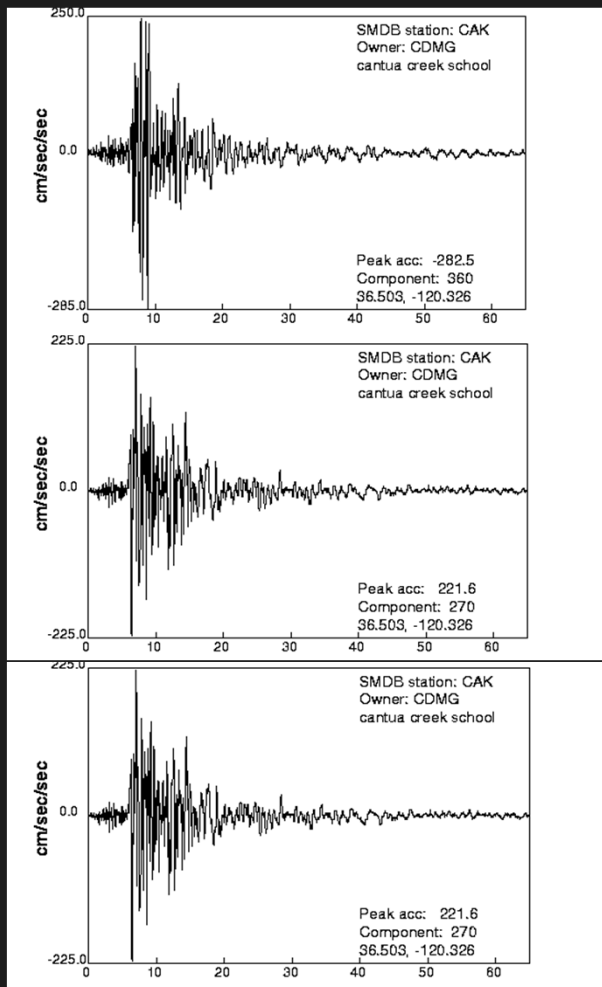 250.0
SMDB station: CAK
Owner: CDMG
cantua creek school
cm/sec/sec
0.0
Peak acc: -282.5
Component: 360
36.503, -120.326
-285.0
0 10 20 30 40 50 60
225.0
SMDB station: CAK
Owner: CDMG
cantua creek school
cm/sec/sec
0.0
Peak acc: 221.6
Component: 270
36.503, -120.326
-225.0
0 10 20 30 40 50 60
225.0
SMDB station: CAK
Owner: CDMG
cantua creek school
cm/sec/sec
0.0
Peak acc: 221.6
Component: 270
36.503, -120.326
-225.0
0 10 20 30 40 50 60